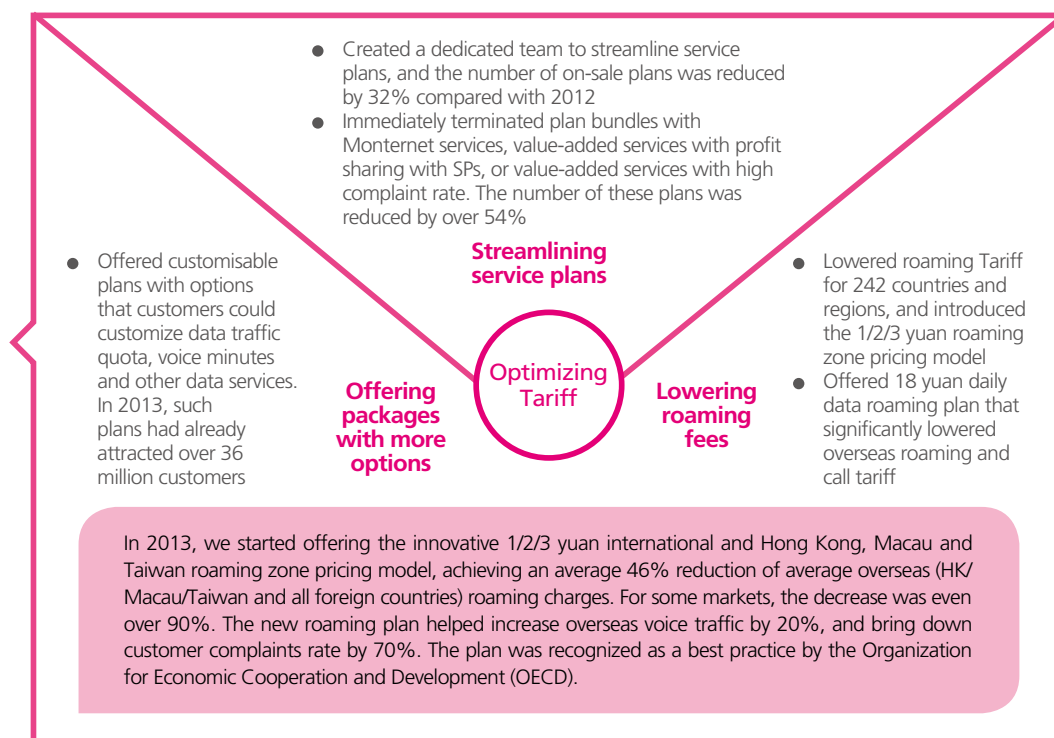 ● Created a dedicated team to streamline service
plans, and the number of on-sale plans was reduced
by 32% compared with 2012
● Immediately terminated plan bundles with
Monternet services, value-added services with profit
sharing with SPs, or value-added services with high
complaint rate. The number of these plans was
reduced by over 54%
Streamlining
service plans
● Offered customisable
plans with options
that customers could
customize data traffic
quota, voice minutes
and other data services.
In 2013, such
plans had already
attracted over 36
million customers
Offering
packages
with more
options
Optimizing
Tariff
Lowering
roaming
fees
● Lowered roaming Tariff
for 242 countries and
regions, and introduced
the 1/2/3 yuan roaming
zone pricing model
● Offered 18 yuan daily
data roaming plan that
significantly lowered
overseas roaming and
call tariff
In 2013, we started offering the innovative 1/2/3 yuan international and Hong Kong, Macau and
Taiwan roaming zone pricing model, achieving an average 46% reduction of average overseas (HK/
Macau/Taiwan and all foreign countries) roaming charges. For some markets, the decrease was even
over 90%. The new roaming plan helped increase overseas voice traffic by 20%, and bring down
customer complaints rate by 70%. The plan was recognized as a best practice by the Organization
for Economic Cooperation and Development (OECD).